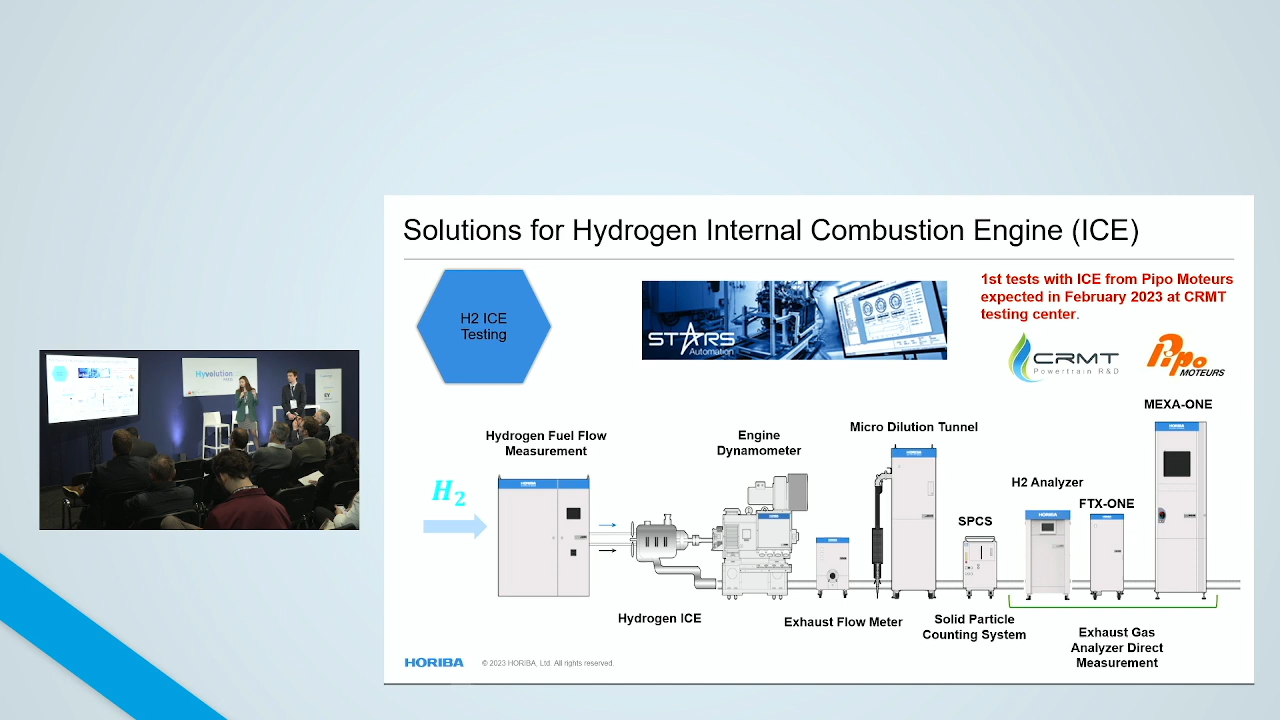 Solutions for Hydrogen Internal Combustion Engine (ICE)
H2 ICE
Testing
STARS
Automation
1st tests with ICE from Pipo Moteurs
expected in February 2023 at CRMT
testing center.
CRMT
Powertrain R&D
Pipo
MOTEURS
MEXA-ONE
Hydrogen Fuel Flow
Measurement
Engine
Dynamometer
Micro Dilution Tunnel
H2 Analyzer
FTX-ONE
SPCS
H2
HORIBA
Hydrogen ICE
Exhaust Flow Meter
Solid Particle
Counting System
Exhaust Gas
Analyzer Direct
Measurement
HORIBA
© 2023 HORIBA, Ltd. All rights reserved.
Hyvolution